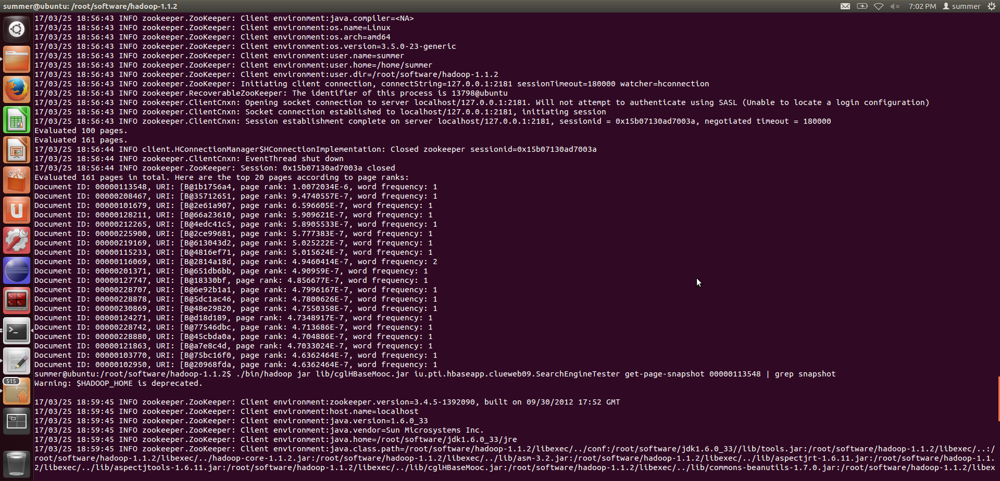 summer@ubuntu: /root/software/hadoop-1.1.2
7:02 PM
summer
17/03/25 18:56:43 INFO zookeeper.ZooKeeper: Client environment:java.compiler=<NA>
17/03/25 18:56:43 INFO zookeeper.ZooKeeper: Client environment:os.name=Linux
17/03/25 18:56:43 INFO zookeeper.ZooKeeper: Client environment:os.arch=amd64
17/03/25 18:56:43 INFO zookeeper.ZooKeeper: Client environment:os.version=3.5.0-23-generic
17/03/25 18:56:43 INFO zookeeper.ZooKeeper: Client environment:user.name=summer
17/03/25 18:56:43 INFO zookeeper.ZooKeeper: Client environment:user.home=/home/summer
17/03/25 18:56:43 INFO zookeeper.ZooKeeper: Client environment:user.dir=/root/software/hadoop-1.1.2
17/03/25 18:56:43 INFO zookeeper.ZooKeeper: Initiating client connection, connectString=127.0.0.1:2181 sessionTimeout=180000 watcher=hconnection
17/03/25 18:56:43 INFO zookeeper.RecoverableZooKeeper: The identifier of this process is 13798@ubuntu
17/03/25 18:56:43 INFO zookeeper.ClientCnxn: Opening socket connection to server localhost/127.0.0.1:2181. Will not attempt to authenticate using SASL (Unable to locate a login configuration)
17/03/25 18:56:43 INFO zookeeper.ClientCnxn: Socket connection established to localhost/127.0.0.1:2181, initiating session
17/03/25 18:56:43 INFO zookeeper.ClientCnxn: Session establishment complete on server localhost/127.0.0.1:2181, sessionid = 0x15b07130ad7003a, negotiated timeout = 180000
Evaluated 100 pages.
Evaluated 161 pages.
17/03/25 18:56:44 INFO client.HConnectionManager$HConnectionImplementation: Closed zookeeper sessionid=0x15b07130ad7003a
17/03/25 18:56:44 INFO zookeeper.ClientCnxn: EventThread shut down
17/03/25 18:56:44 INFO zookeeper.ZooKeeper: Session: 0x15b07130ad7003a closed
Evaluated 161 pages in total. Here are the top 20 pages according to page ranks:
Document ID: 00000113548, URI: [B@1b1756a4, page rank: 1.0072034E-6, word frequency: 1
Document ID: 00000208467, URI: [B@35712651, page rank: 9.4740557E-7, word frequency: 1
Document ID: 00000101679, URI: [B@2e61a907, page rank: 6.596605E-7, word frequency: 1
Document ID: 00000128211, URI: [B@66a23610, page rank: 5.909621E-7, word frequency: 1
Document ID: 00000212265, URI: [B@4edc41c5, page rank: 5.8905533E-7, word frequency: 1
Document ID: 00000225900, URI: [B@2ce99681, page rank: 5.777383E-7, word frequency: 1
Document ID: 00000219169, URI: [B@613043d2, page rank: 5.025222E-7, word frequency: 1
Document ID: 00000115233, URI: [B@4816ef71, page rank: 5.015624E-7, word frequency: 1
Document ID: 00000116069, URI: [B@2814a18d, page rank: 4.9460414E-7, word frequency: 2
Document ID: 00000201371, URI: [B@651db6bb, page rank: 4.90959E-7, word frequency: 1
Document ID: 00000127747, URI: [B@18330bf, page rank: 4.856677E-7, word frequency: 1
Document ID: 00000228707, URI: [B@6e92b1a1, page rank: 4.7996167E-7, word frequency: 1
Document ID: 00000228878, URI: [B@5dc1ac46, page rank: 4.7800626E-7, word frequency: 1
Document ID: 00000230869, URI: [B@48e29820, page rank: 4.7550358E-7, word frequency: 1
Document ID: 00000124271, URI: [B@d18d189, page rank: 4.7348917E-7, word frequency: 1
Document ID: 00000228742, URI: [B@77546dbc, page rank: 4.713686E-7, word frequency: 1
Document ID: 00000228880, URI: [B@45cbda0a, page rank: 4.704886E-7, word frequency: 1
Document ID: 00000121863, URI: [B@a7e8c4d, page rank: 4.7033024E-7, word frequency: 1
Document ID: 00000103770, URI: [B@75bc16f0, page rank: 4.6362464E-7, word frequency: 1
Document ID: 00000102950, URI: [B@20968fda, page rank: 4.6362464E-7, word frequency: 1
summer@ubuntu:/root/software/hadoop-1.1.2$ ./bin/hadoop jar lib/cglHBaseMooc.jar iu.pti.hbaseapp.clueweb09.SearchEngineTester get-page-snapshot 00000113548 | grep snapshot
Warning: $HADOOP_HOME is deprecated.
17/03/25 18:59:45 INFO zookeeper.ZooKeeper: Client environment:zookeeper.version=3.4.5-1392090, built on 09/30/2012 17:52 GMT
17/03/25 18:59:45 INFO zookeeper.ZooKeeper: Client environment:host.name=localhost
17/03/25 18:59:45 INFO zookeeper.ZooKeeper: Client environment:java.version=1.6.0_33
17/03/25 18:59:45 INFO zookeeper.ZooKeeper: Client environment:java.vendor=Sun Microsystems Inc.
17/03/25 18:59:45 INFO zookeeper.ZooKeeper: Client environment:java.home=/root/software/jdk1.6.0_33/jre
17/03/25 18:59:45 INFO zookeeper.ZooKeeper: Client environment:java.class.path=/root/software/hadoop-1.1.2/libexec/../conf:/root/software/jdk1.6.0_33//lib/tools.jar:/root/software/hadoop-1.1.2/libexec/..:/
root/software/hadoop-1.1.2/libexec/../hadoop-core-1.1.2.jar:/root/software/hadoop-1.1.2/libexec/../lib/asm-3.2.jar:/root/software/hadoop-1.1.2/libexec/../lib/aspectjrt-1.6.11.jar:/root/software/hadoop-1.1.
2/libexec/../lib/aspectjtools-1.6.11.jar:/root/software/hadoop-1.1.2/libexec/../lib/cglHBaseMooc.jar:/root/software/hadoop-1.1.2/libexec/../lib/commons-beanutils-1.7.0.jar:/root/software/hadoop-1.1.2/libex
515